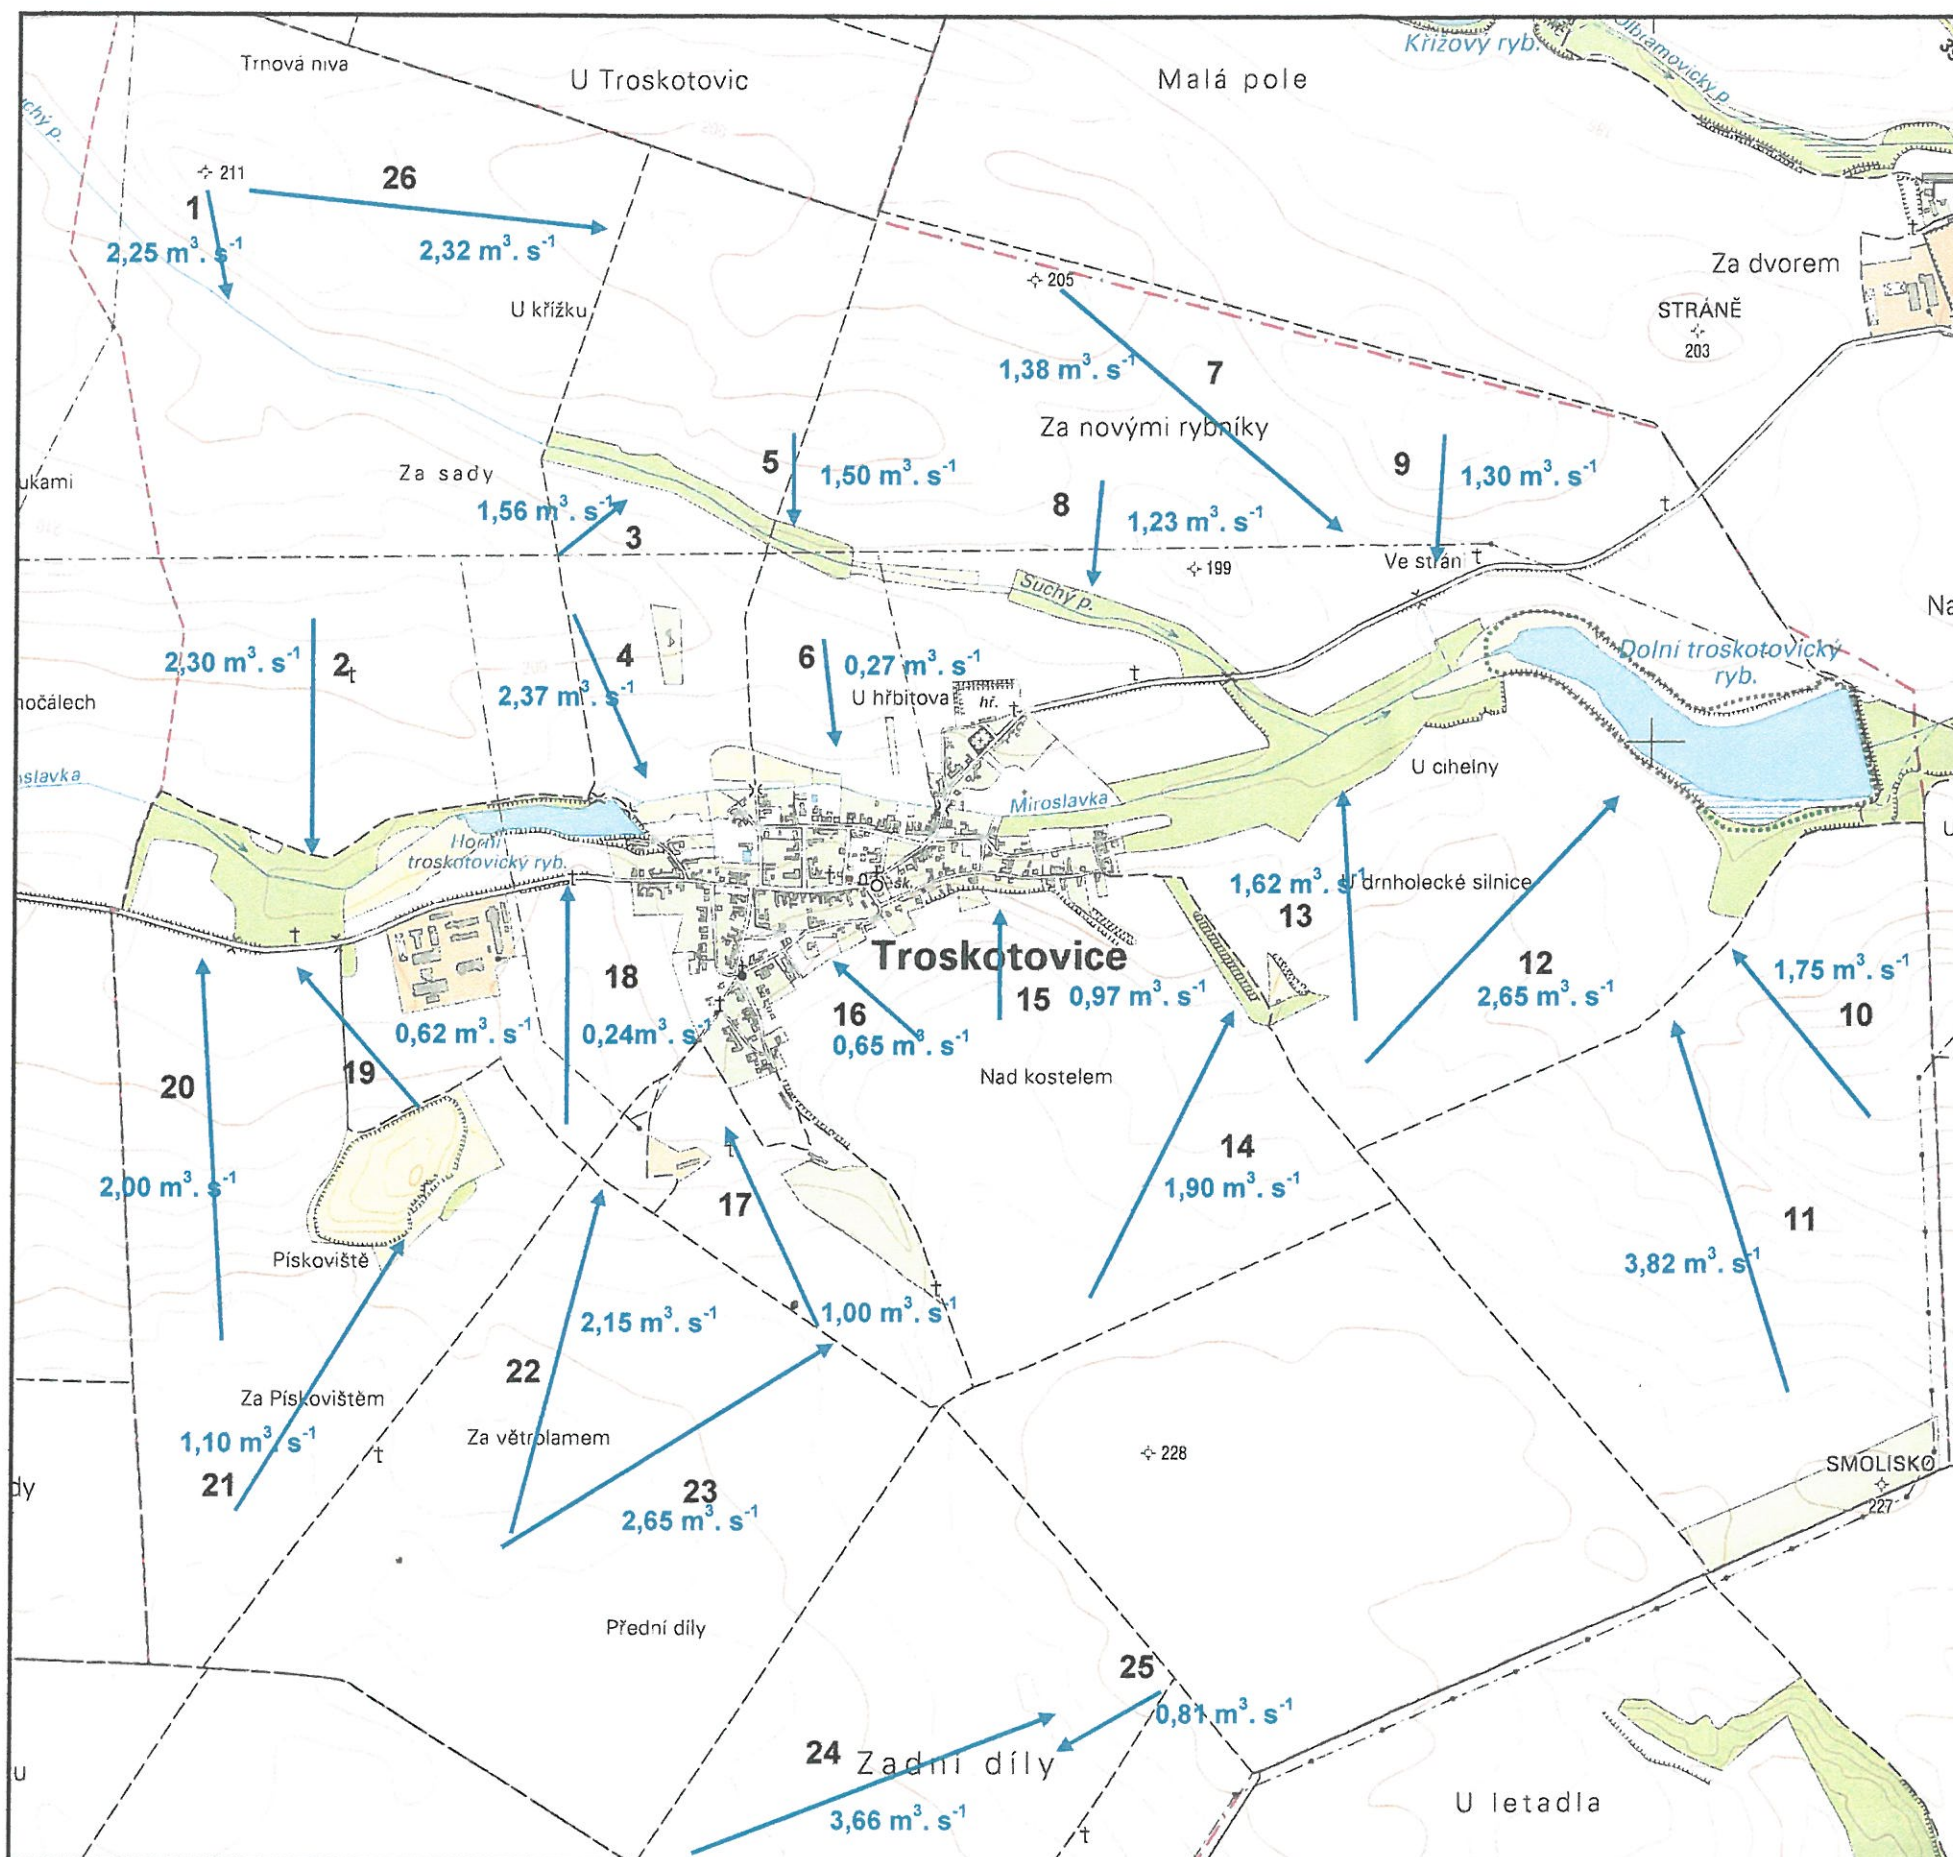 Trnová niva
U Troskotovic
Malá pole
Křížový ryb.
Olbramovický p.
Suchý p.
211
26
1
2,25 m³. s⁻¹
2,32 m³. s⁻¹
205
Za dvorem
STRÁNĚ
203
U křížku
1,38 m³. s⁻¹
7
Za novými rybníky
5
1,50 m³. s⁻¹
9
1,30 m³. s⁻¹
Za sady
ukami
1,56 m³. s⁻¹
3
8
1,23 m³. s⁻¹
Ve strání
199
Suchý p.
2,30 m³. s⁻¹
2
4
2,37 m³. s⁻¹
6
0,27 m³. s⁻¹
U hřbitova
hř.
Dolní troskotovický
ryb.
Na
močálech
oslavka
U cihelny
Miroslavka
Horní
troskotovický ryb.
šk.
1,62 m³. s⁻¹
U drnholecké silnice
13
Troskotovice
12
2,65 m³. s⁻¹
1,75 m³. s⁻¹
10
18
0,62 m³. s⁻¹
0,24m³. s⁻¹
16
0,65 m³. s⁻¹
15
0,97 m³. s⁻¹
Nad kostelem
20
19
14
1,90 m³. s⁻¹
2,00 m³. s⁻¹
17
11
Pískoviště
3,82 m³. s⁻¹
2,15 m³. s⁻¹
1,00 m³. s⁻¹
22
Za Pískovištěm
1,10 m³. s⁻¹
21
Za větrolamem
23
2,65 m³. s⁻¹
228
SMOLISKO
227
dy
Přední díly
25
0,81 m³. s⁻¹
24
Zadní díly
3,66 m³. s⁻¹
U letadla
u